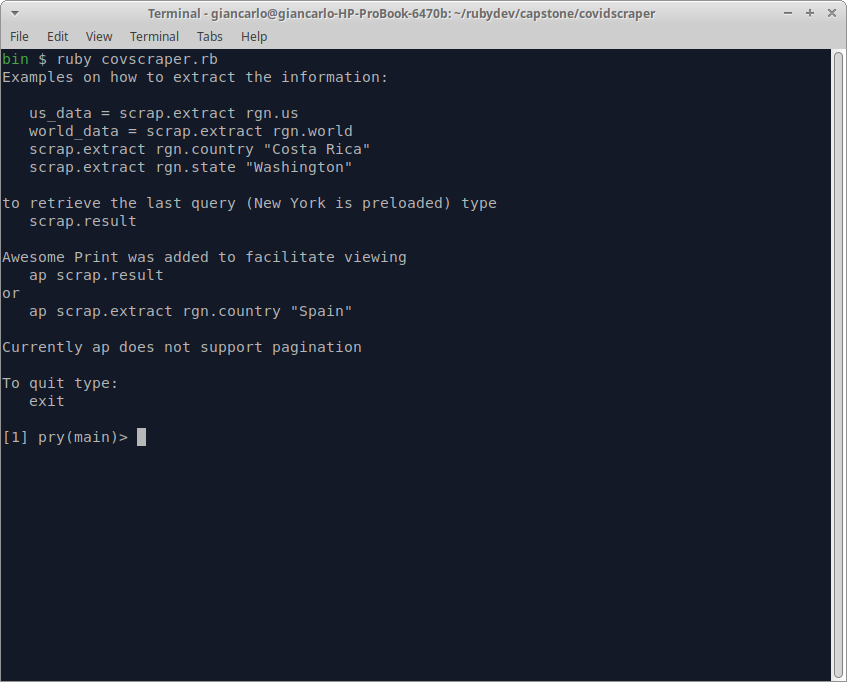 Terminal - giancarlo@giancarlo-HP-ProBook-6470b: ~/rubydev/capstone/covidscraper
File Edit View Terminal Tabs Help
bin $ ruby covscraper.rb
Examples on how to extract the information:
us_data = scrap.extract rgn.us
world_data = scrap.extract rgn.world
scrap.extract rgn.country "Costa Rica"
scrap.extract rgn.state "Washington"
to retrieve the last query (New York is preloaded) type
scrap.result
Awesome Print was added to facilitate viewing
ap scrap.result
or
ap scrap.extract rgn.country "Spain"
Currently ap does not support pagination
To quit type:
exit
[1] pry(main)>